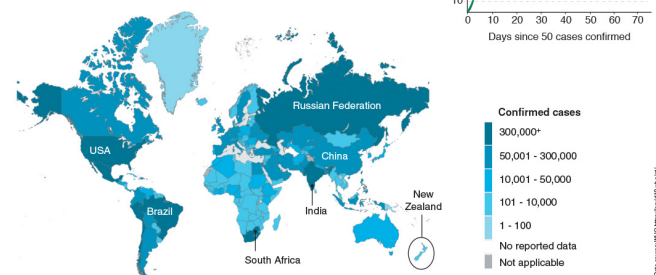 10
0 10 20 30 40 50 60 70
Days since 50 cases confirmed
Russian Federation
USA
China
Brazil
India
New
Zealand
South Africa
Confirmed cases
300,000+
50,001 - 300,000
10,001 - 50,000
101 - 10,000
1 - 100
No reported data
Not applicable